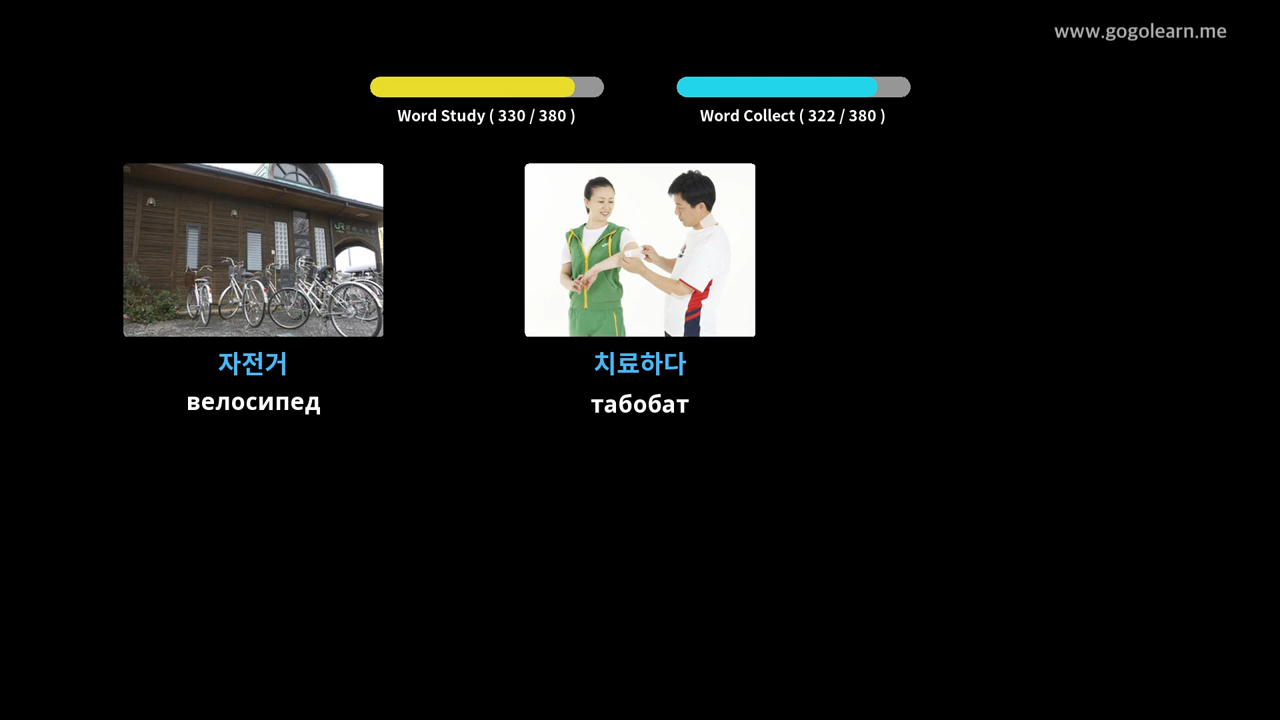 www.gogolearn.me
Word Study ( 330 / 380 )
Word Collect ( 322 / 380 )
JR
자전거
치료하다
велосипед
табобат